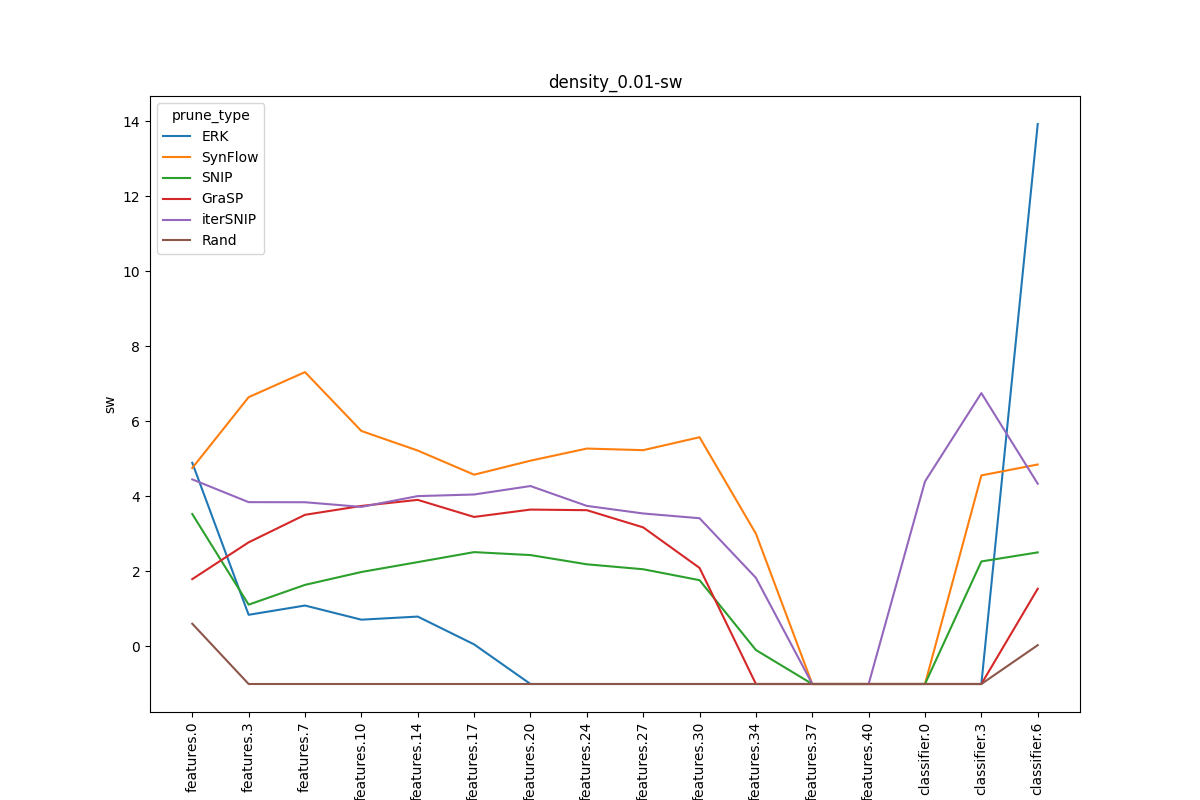 density_0.01-sw
prune_type
ERK
SynFlow
SNIP
GraSP
iterSNIP
Rand
14
12
10
8
6
4
2
0
sw
features.0
features.3
features.7
features.10
features.14
features.17
features.20
features.24
features.27
features.30
features.34
features.37
features.40
classifier.0
classifier.3
classifier.6